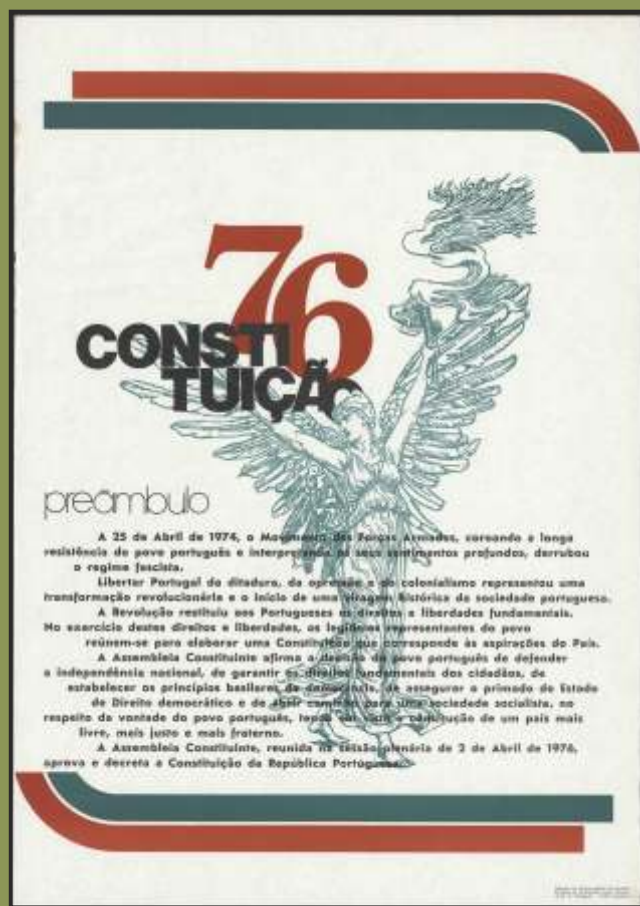 76
CONSTI
TUIÇÃO
preâmbulo
A 25 de Abril de 1974, o Movimento das Forças Armadas, coroando a longa
resistência do povo português e interpretando os seus sentimentos profundos, derrubou
o regime fascista.
Libertar Portugal da ditadura, da opressão e do colonialismo representou uma
transformação revolucionária e o início de uma viragem histórica da sociedade portuguesa.
A Revolução restituiu aos Portugueses os direitos e liberdades fundamentais.
No exercício destes direitos e liberdades, os legítimos representantes do povo
reúnem-se para elaborar uma Constituição que corresponde às aspirações do País.
A Assembleia Constituinte afirma a decisão do povo português de defender
a independência nacional, de garantir os direitos fundamentais dos cidadãos, de
estabelecer os princípios basilares da democracia, de assegurar o primado do Estado
de Direito democrático e de abrir caminho para uma sociedade socialista, no
respeito da vontade do povo português, tendo em vista a construção de um país mais
livre, mais justo e mais fraterno.
A Assembleia Constituinte, reunida na sessão plenária de 2 de Abril de 1976,
aprova e decreta a Constituição da República Portuguesa.